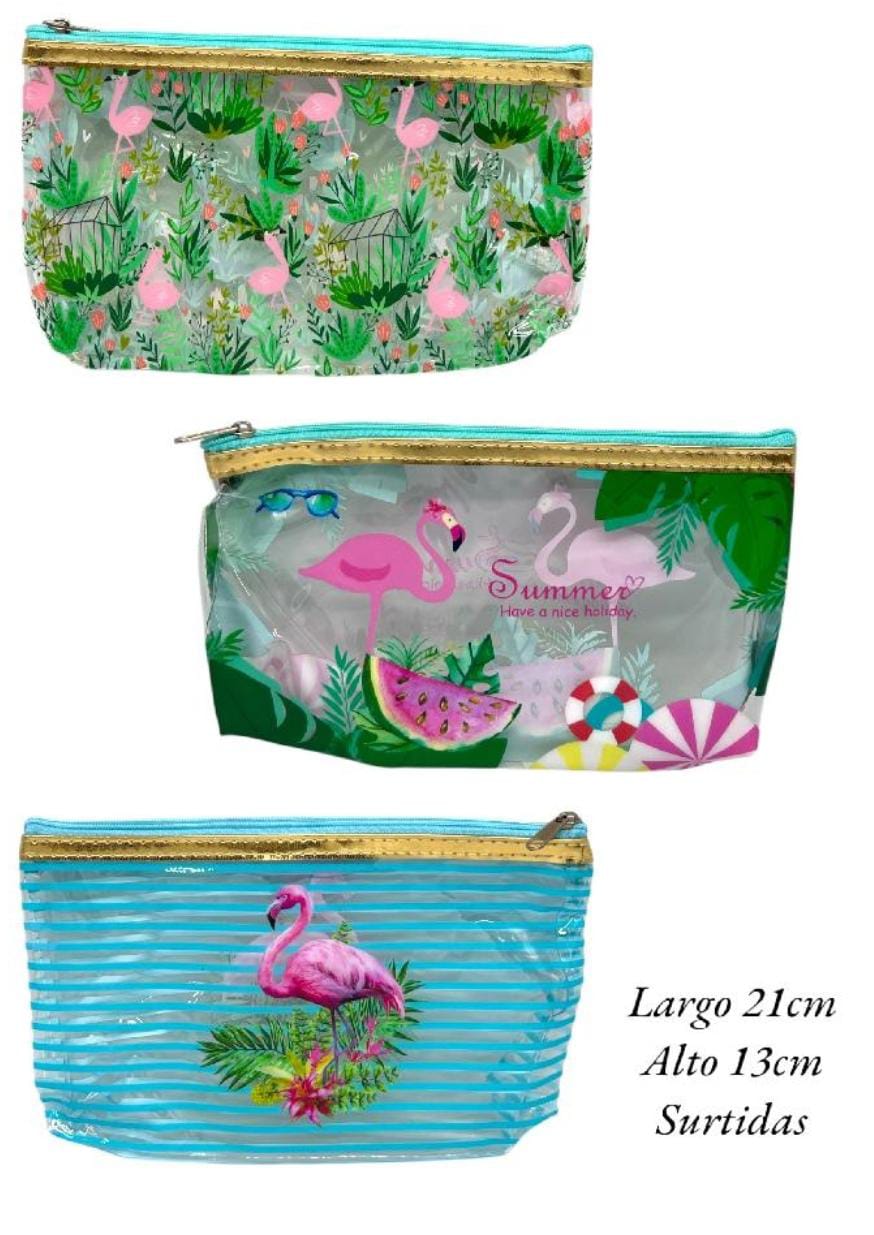 Summer
Have a nice holiday.
Largo 21cm
Alto 13cm
Surtidas